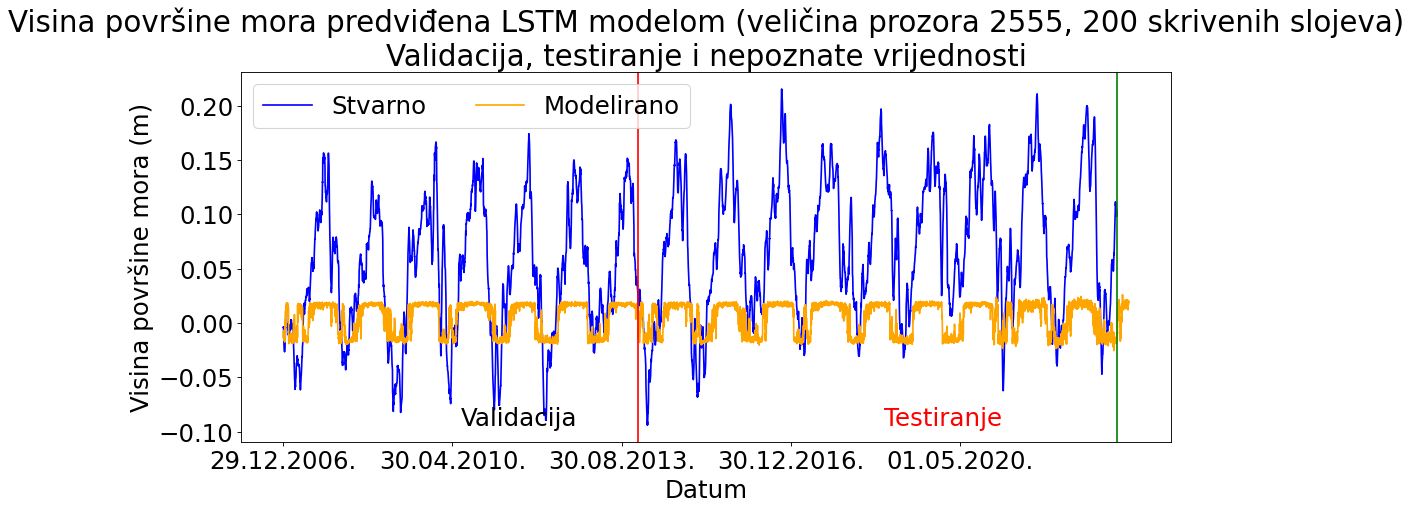 Visina površine mora predviđena LSTM modelom (veličina prozora 2555, 200 skrivenih slojeva)
Validacija, testiranje i nepoznate vrijednosti
Stvarno
Modelirano
Visina površine mora (m)
0.20
0.15
0.10
0.05
0.00
−0.05
−0.10
Validacija
Testiranje
29.12.2006.
30.04.2010.
30.08.2013.
30.12.2016.
01.05.2020.
Datum